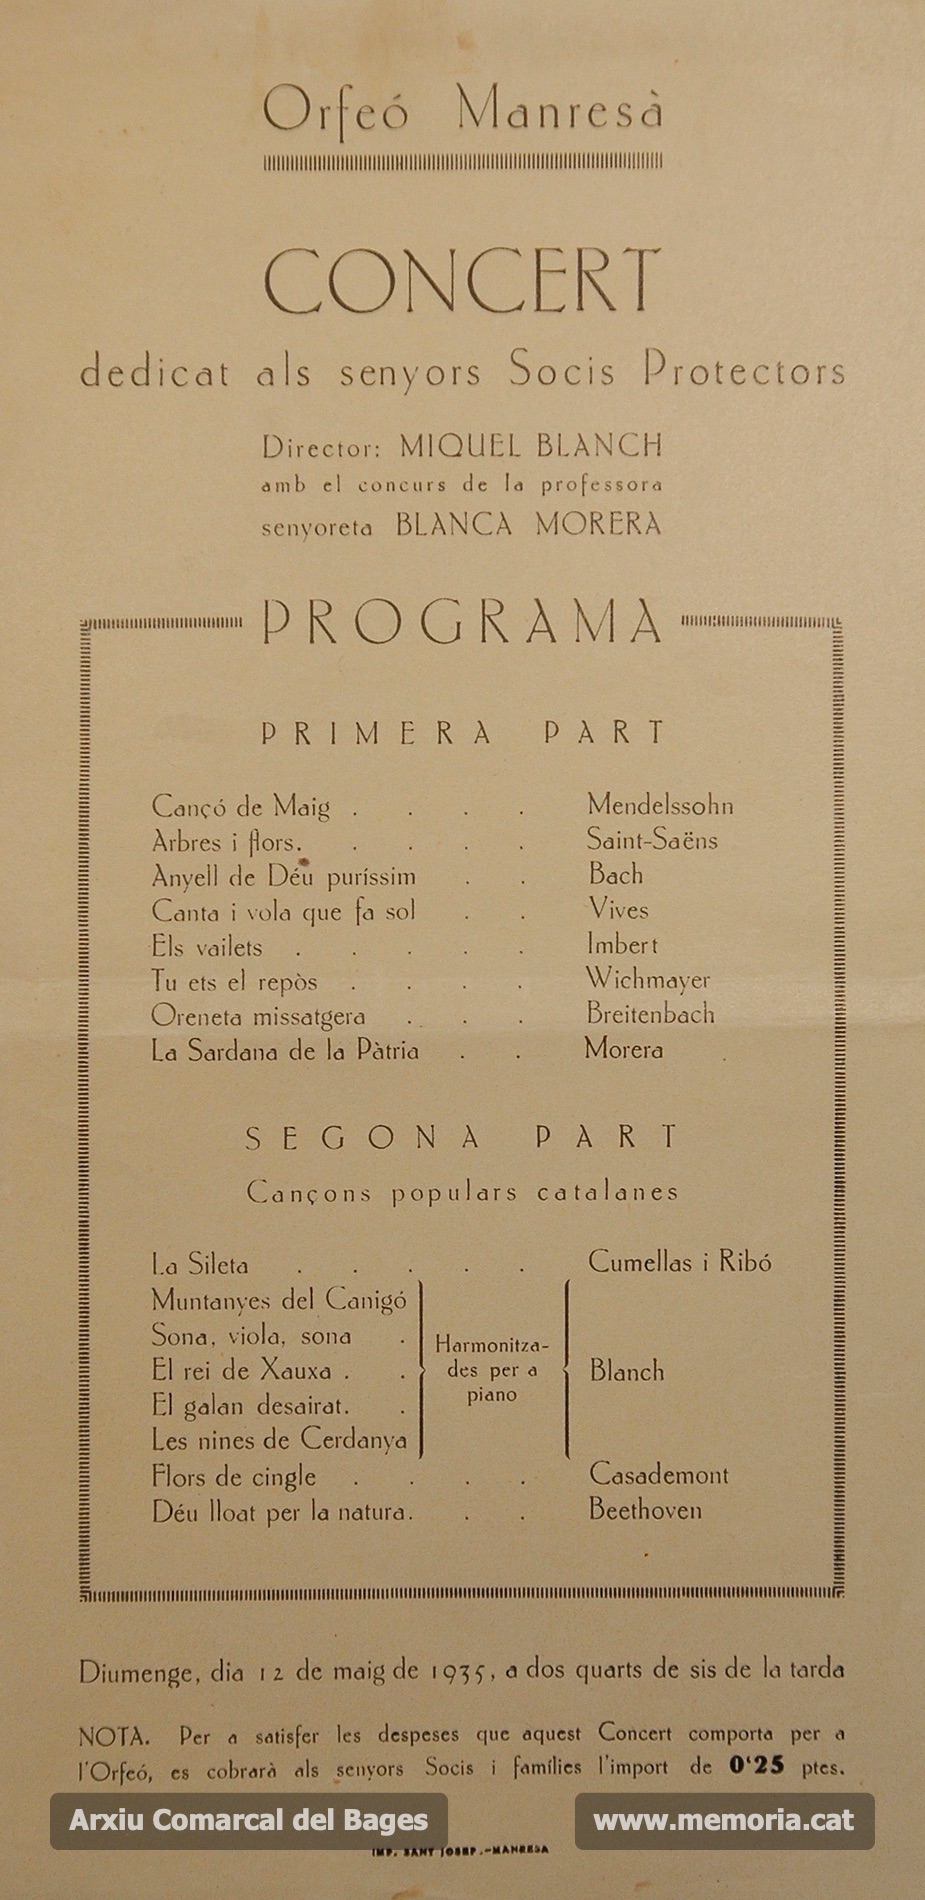 Orfeó Manresà
CONCERT
dedicat als senyors Socis Protectors
Director: MIQUEL BLANCH
amb el concurs de la professora
senyoreta BLANCA MORERA
PROGRAMA
PRIMERA PART
Cançó de Maig . . . . Mendelssohn
Àrbres i flors. . . . . Saint-Saëns
Anyell de Déu puríssim . . Bach
Canta i vola que fa sol . . Vives
Els vailets . . . . . Imbert
Tu ets el repòs . . . . Wichmayer
Oreneta missatgera . . . Breitenbach
La Sardana de la Pàtria . . Morera
SEGONA PART
Cançons populars catalanes
La Sileta . . . . . Cumellas i Ribó
Muntanyes del Canigó
Sona, viola, sona .
El rei de Xauxa . .
El galan desairat. .
Les nines de Cerdanya
Harmonitza-
des per a
piano
Blanch
Flors de cingle . . . . Casademont
Déu lloat per la natura. . . Beethoven
Diumenge, dia 12 de maig de 1935, a dos quarts de sis de la tarda
NOTA. Per a satisfer les despeses que aquest Concert comporta per a
l'Orfeó, es cobrarà als senyors Socis i famílies l'import de 0'25 ptes.
Arxiu Comarcal del Bages
www.memoria.cat
IMP. SANT JOSEP.-MANRESA